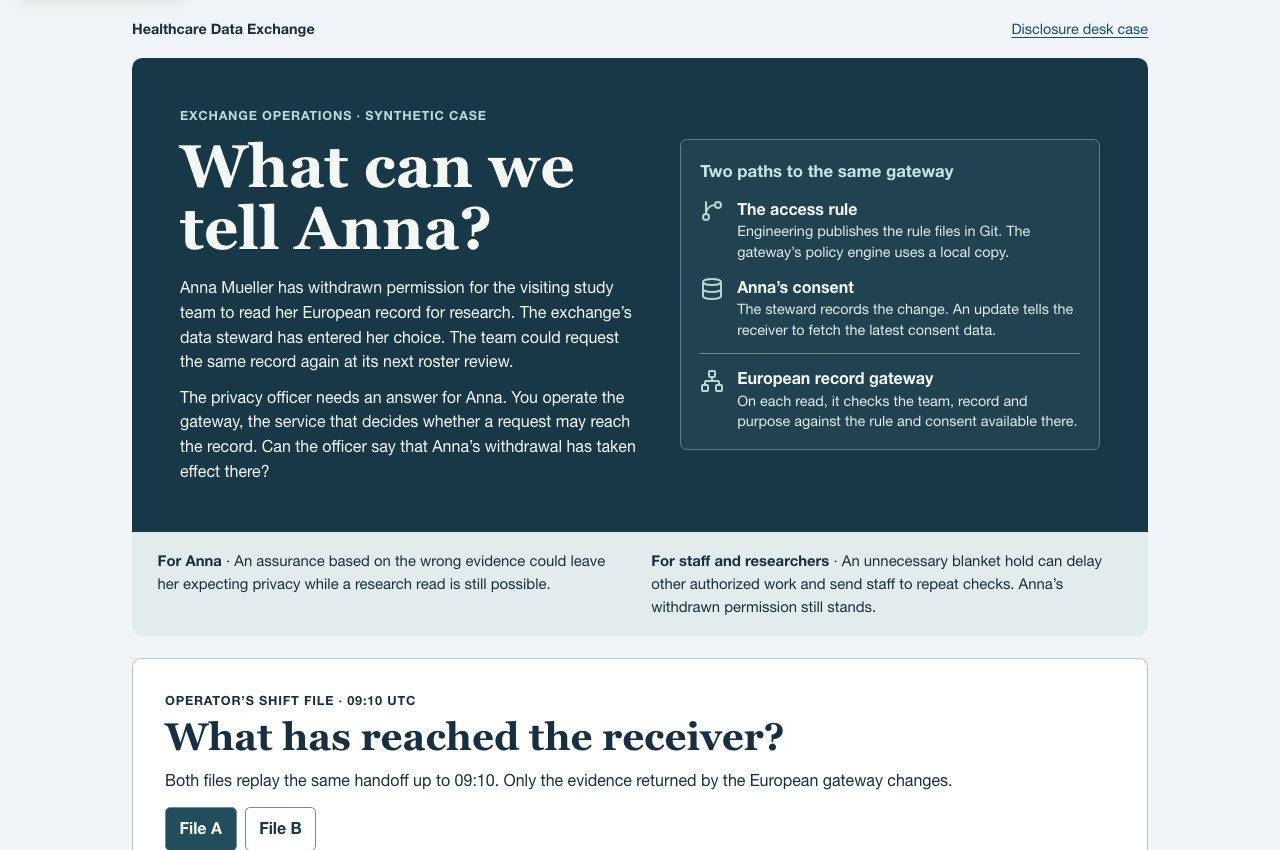 Healthcare Data Exchange
Disclosure desk case
EXCHANGE OPERATIONS · SYNTHETIC CASE
What can we
tell Anna?
Anna Mueller has withdrawn permission for the visiting study
team to read her European record for research. The exchange’s
data steward has entered her choice. The team could request
the same record again at its next roster review.
The privacy officer needs an answer for Anna. You operate the
gateway, the service that decides whether a request may reach
the record. Can the officer say that Anna’s withdrawal has taken
effect there?
Two paths to the same gateway
The access rule
Engineering publishes the rule files in Git. The
gateway’s policy engine uses a local copy.
Anna’s consent
The steward records the change. An update tells the
receiver to fetch the latest consent data.
European record gateway
On each read, it checks the team, record and
purpose against the rule and consent available there.
For Anna · An assurance based on the wrong evidence could leave
her expecting privacy while a research read is still possible.
For staff and researchers · An unnecessary blanket hold can delay
other authorized work and send staff to repeat checks. Anna’s
withdrawn permission still stands.
OPERATOR’S SHIFT FILE · 09:10 UTC
What has reached the receiver?
Both files replay the same handoff up to 09:10. Only the evidence returned by the European gateway changes.
File A
File B